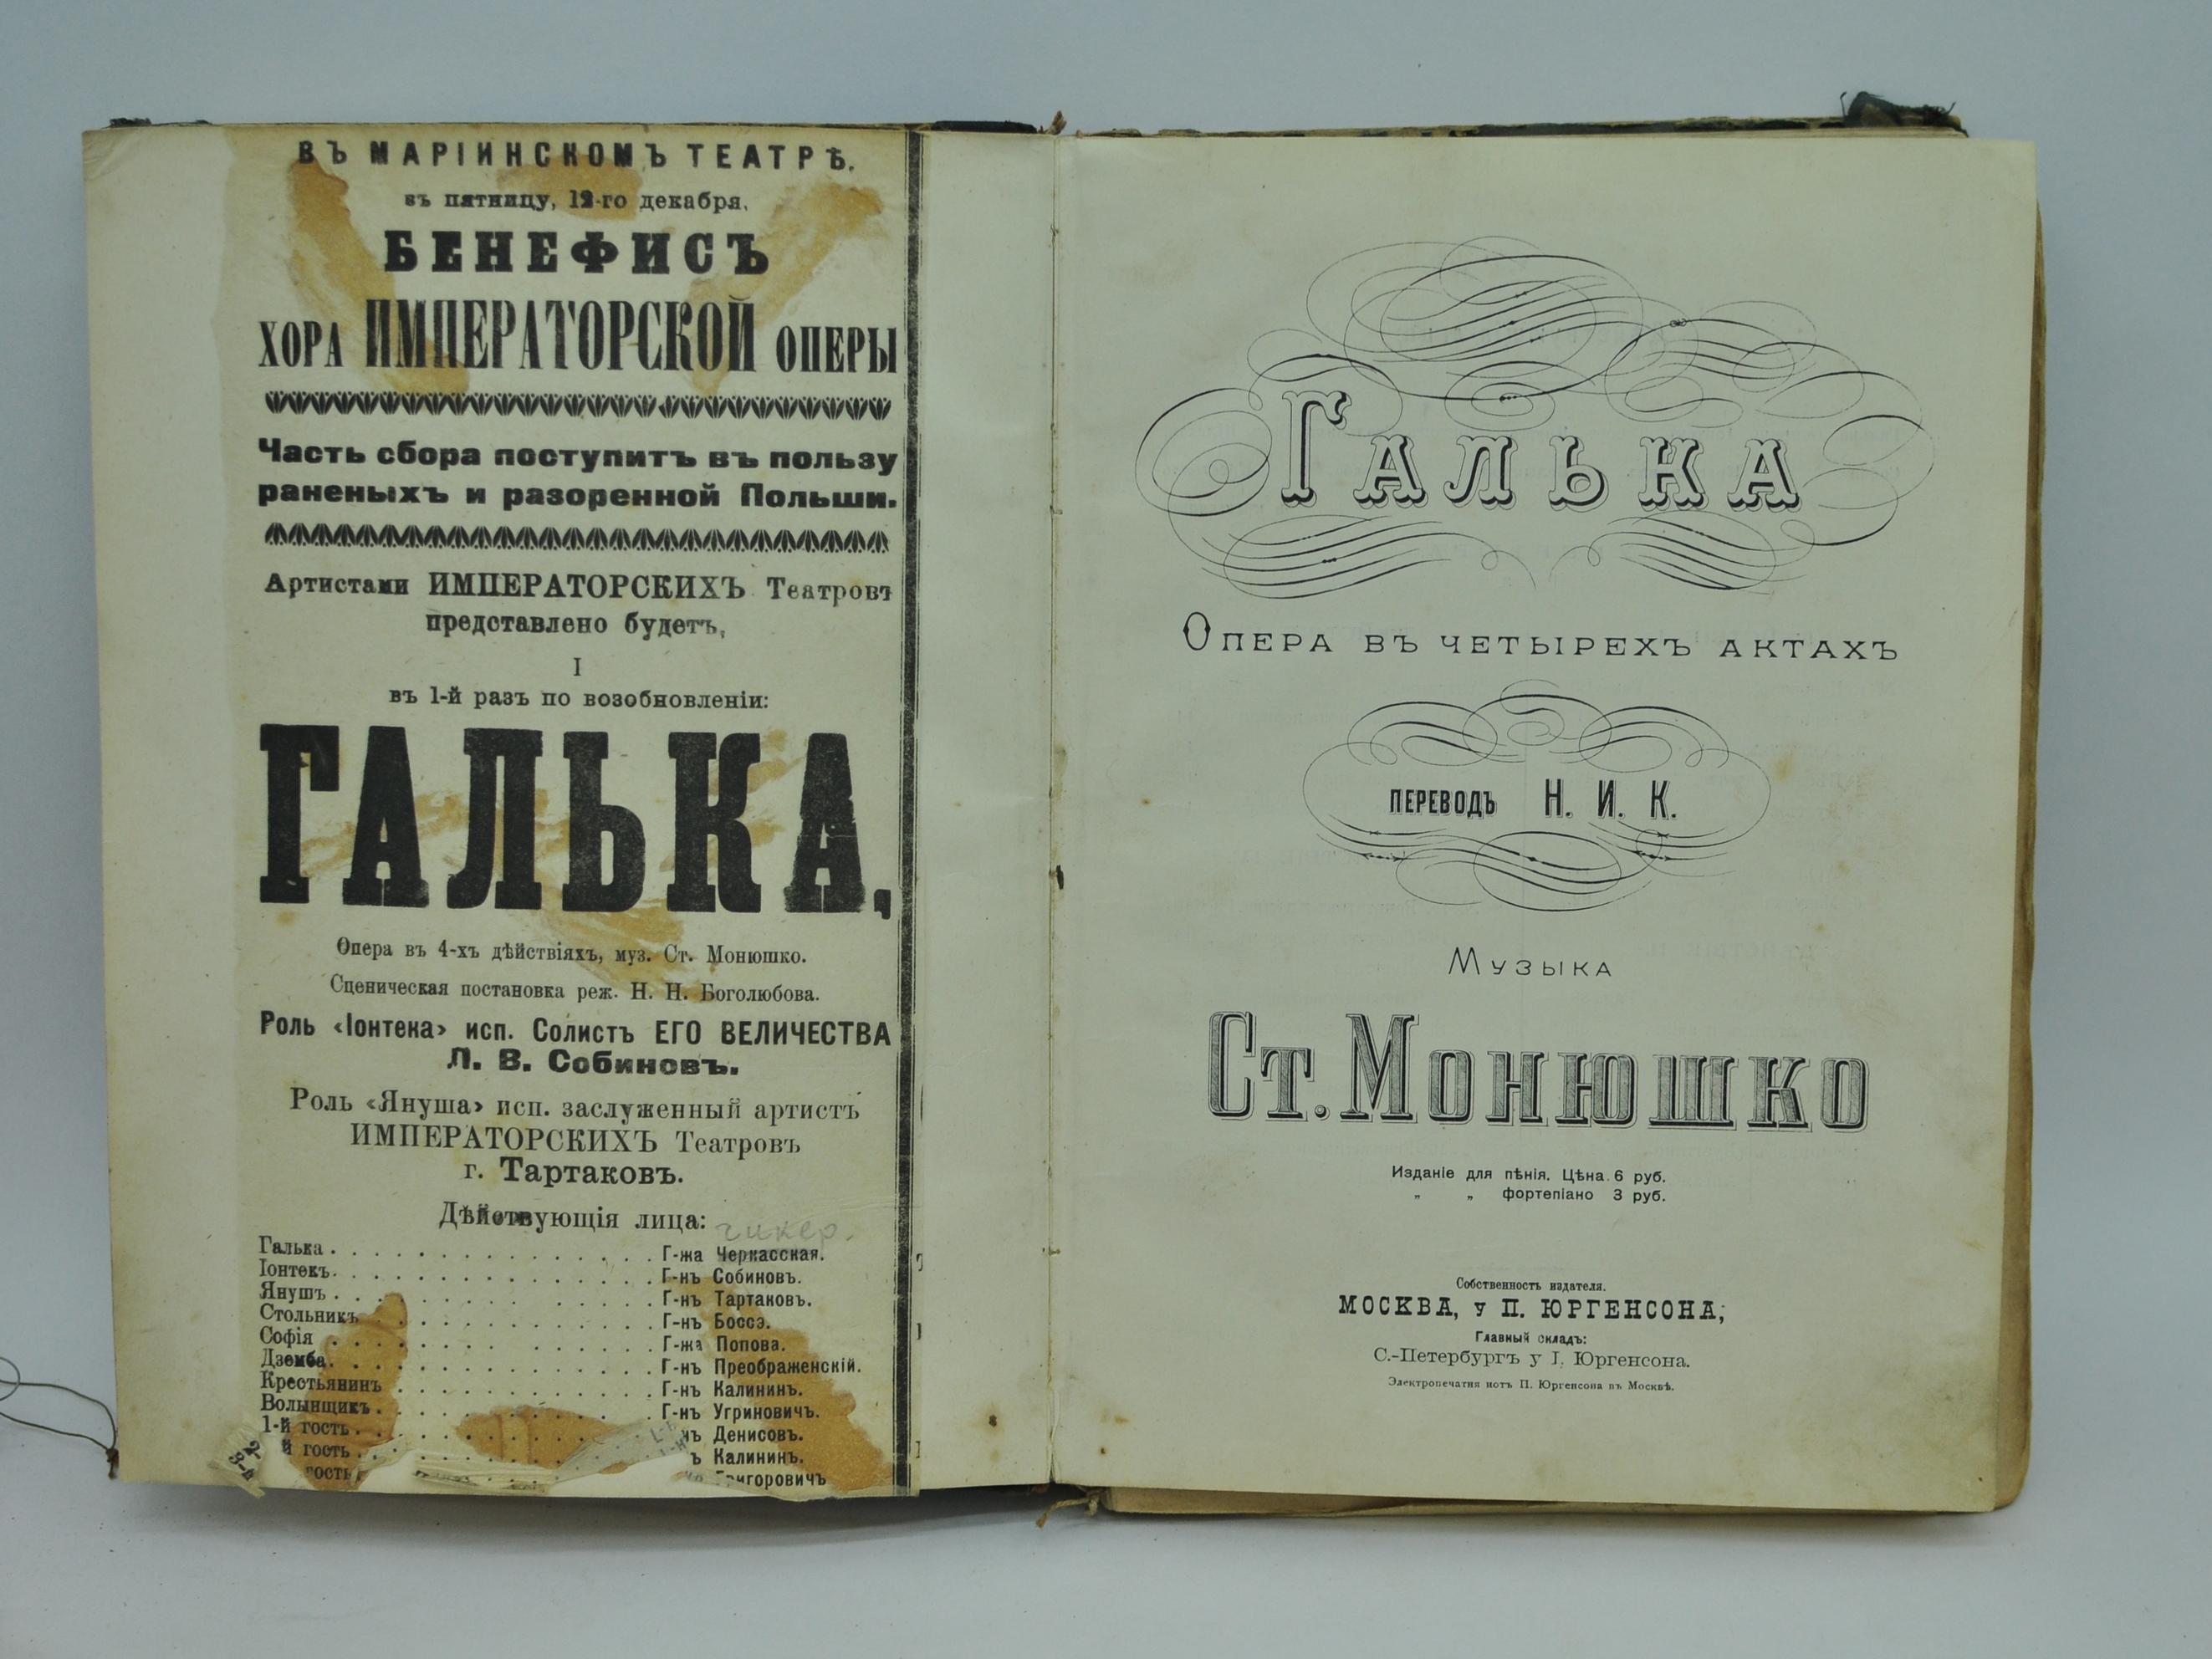 ВЪ МАРІИНСКОМЪ ТЕАТРѢ.
въ пятницу, 12-го декабря,
БЕНЕФИСЪ
ХОРА ИМПЕРАТОРСКОЙ ОПЕРЫ
Часть сбора поступитъ въ пользу
раненыхъ и разоренной Польши.
Артистами ИМПЕРАТОРСКИХЪ Театровъ
представлено будетъ,
I
въ 1-й разъ по возобновленіи:
ГАЛЬКА,
Опера въ 4-хъ дѣйствіяхъ, муз. Ст. Монюшко.
Сценическая постановка реж. Н. Н. Боголюбова.
Роль «Іонтека» исп. Солистъ ЕГО ВЕЛИЧЕСТВА
Л. В. Собиновъ.
Роль «Януша» исп. заслуженный артистъ
ИМПЕРАТОРСКИХЪ Театровъ
г. Тартаковъ.
Дѣйствующія лица:
Галька . . . . . . . . . . . . . . Г-жа Черкасская.
Іонтекъ. . . . . . . . . . . . . . Г-нъ Собиновъ.
Янушъ . . . . . . . . . . . . . . Г-нъ Тартаковъ.
Стольникъ . . . . . . . . . . . . Г-нъ Боссэ.
Софія . . . . . . . . . . . . . . Г-жа Попова.
Дземба. . . . . . . . . . . . . . Г-нъ Преображенскій.
Крестьянинъ . . . . . . . . . . . Г-нъ Калининъ.
Волынщикъ . . . . . . . . . . . . Г-нъ Угриновичъ.
1-й гость . . . . . . . . . . . . нъ Денисовъ.
й гость . . . . . . . . . . . . ъ Калининъ.
гость Григоровичъ
Галька
Опера въ четырехъ актахъ
ПЕРЕВОДЪ Н. И. К.
Музыка
Ст. Монюшко
Изданіе для пѣнія. Цѣна 6 руб.
„ „ фортепіано 3 руб.
Собственность издателя.
МОСКВА, у П. ЮРГЕНСОНА,
Главный складъ:
С.-Петербургъ у І. Юргенсона.
Электропечатня нотъ П. Юргенсона въ Москвѣ.